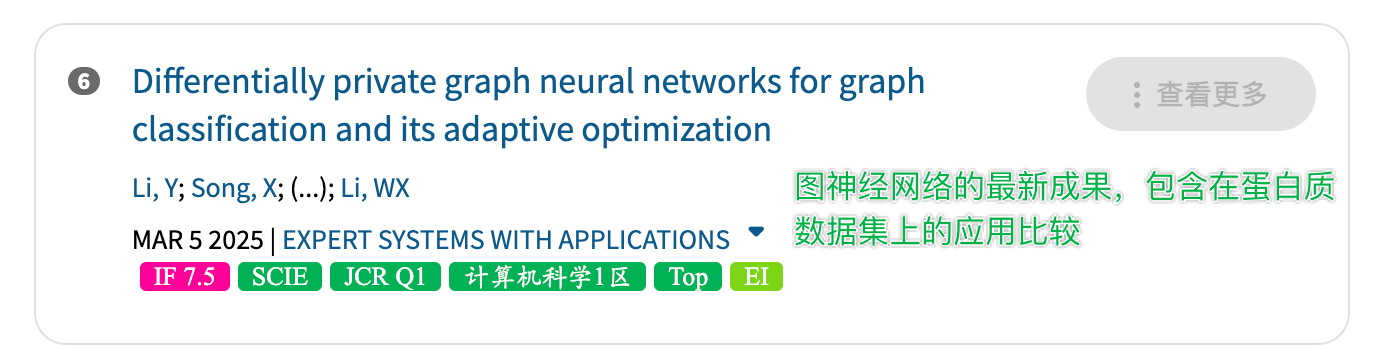 6
Differentially private graph neural networks for graph
classification and its adaptive optimization
查看更多
Li, Y; Song, X; (...); Li, WX
MAR 5 2025 | EXPERT SYSTEMS WITH APPLICATIONS
IF 7.5 SCIE JCR Q1 计算机科学1区 Top EI
图神经网络的最新成果，包含在蛋白质
数据集上的应用比较